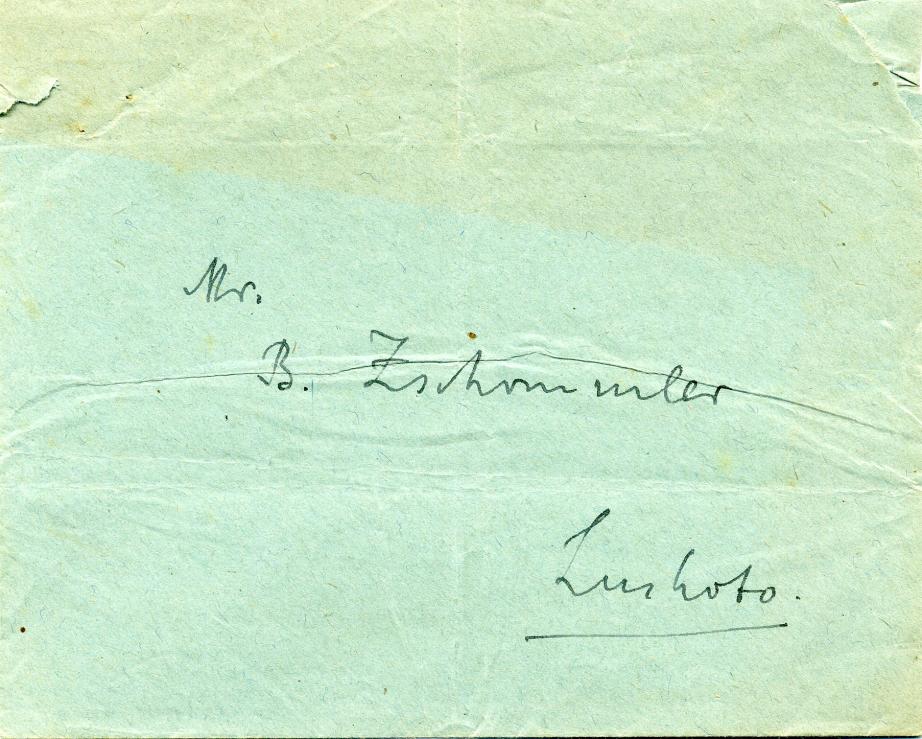 Mr.
B. Zschommler
Lushoto.